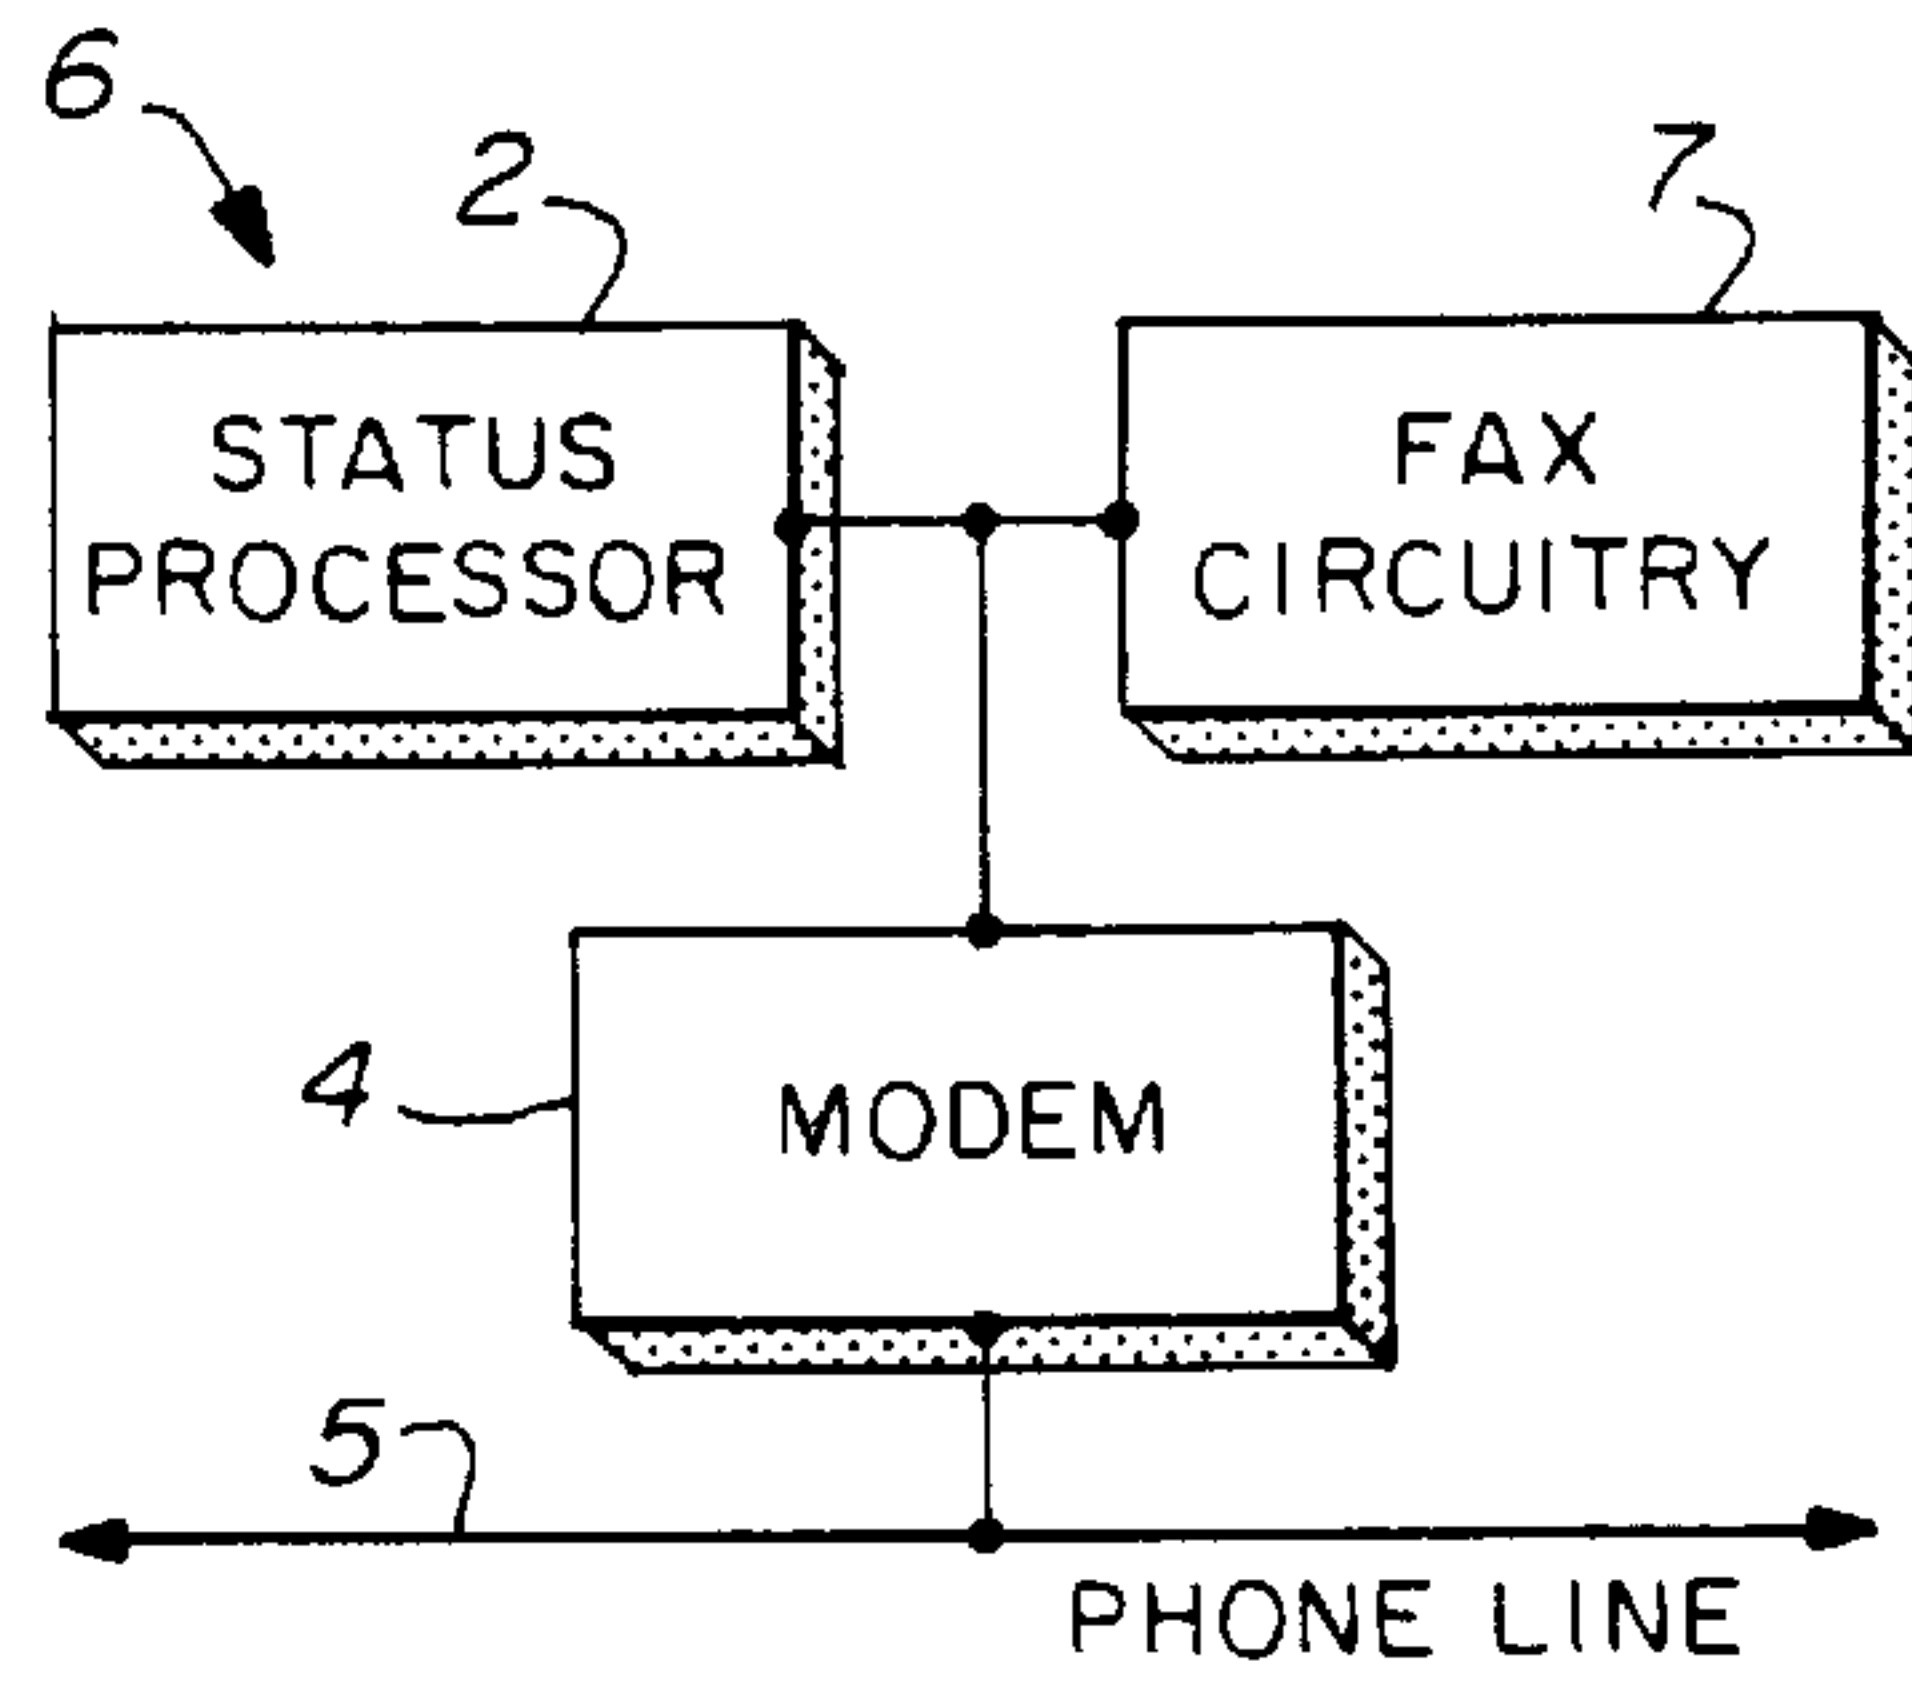 6
2
7
STATUS
PROCESSOR
FAX
CIRCUITRY
4
MODEM
5
PHONE LINE